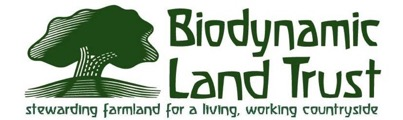 Biodynamic
Land Trust
stewarding farmland for a living, working countryside